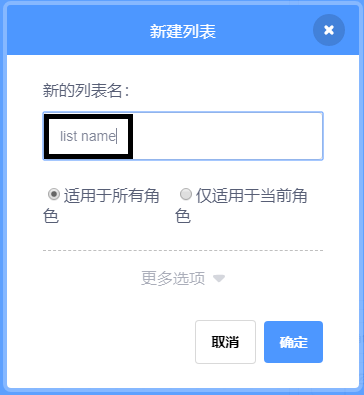 新建列表
新的列表名:
list name
适用于所有角色
仅适用于当前角色
更多选项
取消
确定